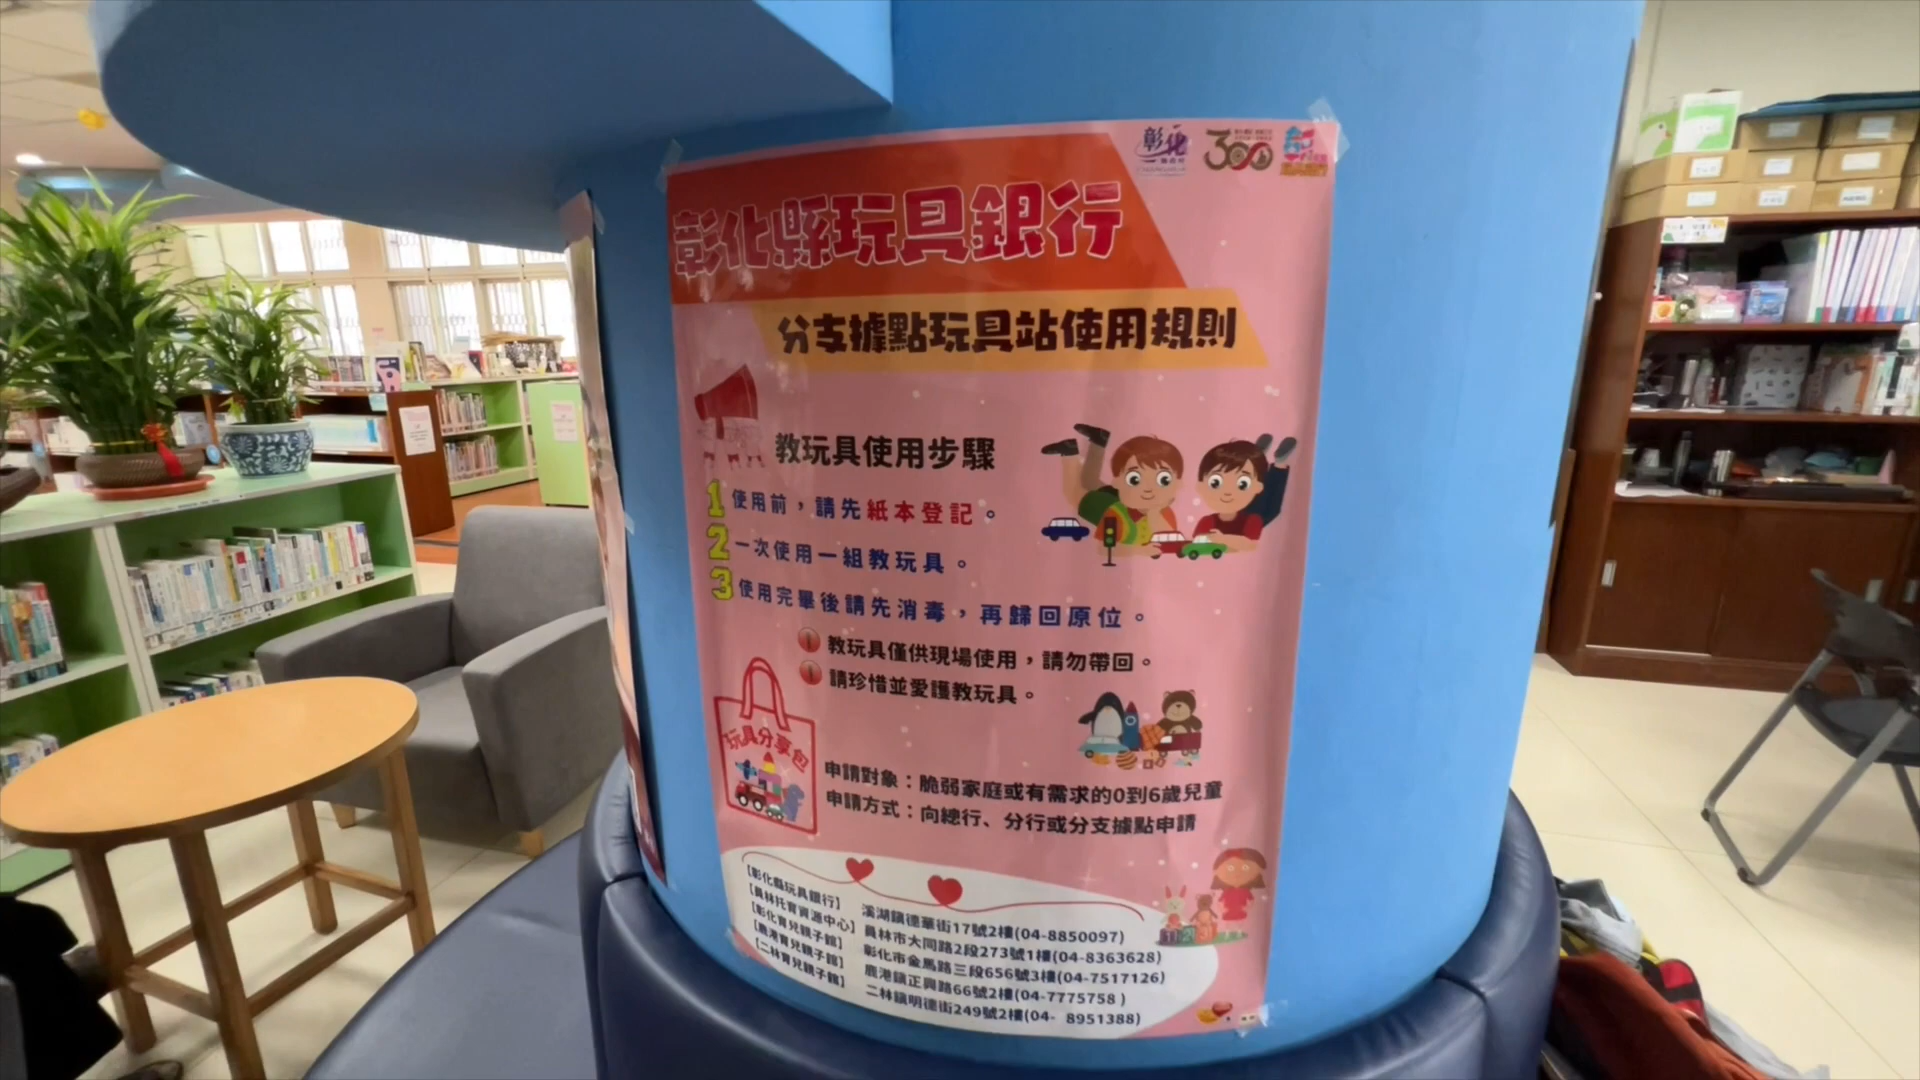 彰化
300
彰化縣玩具銀行
分支據點玩具站使用規則
教玩具使用步驟
1 使用前，請先紙本登記。
2 一次使用一組教玩具。
3 使用完畢後請先消毒，再歸回原位。
教玩具僅供現場使用，請勿帶回。
請珍惜並愛護教玩具。
玩具分享包
申請對象：脆弱家庭或有需求的0到6歲兒童
申請方式：向總行、分行或分支據點申請
【彰化縣玩具銀行】 溪湖鎮德華街17號2樓(04-8850097)
【員林托育資源中心】 員林市大同路2段273號1樓(04-8363628)
【彰化育兒親子館】 彰化市金馬路三段656號3樓(04-7517126)
【鹿港育兒親子館】 鹿港鎮正興路66號2樓(04-7775758 )
【二林育兒親子館】 二林鎮明德街249號2樓(04- 8951388)